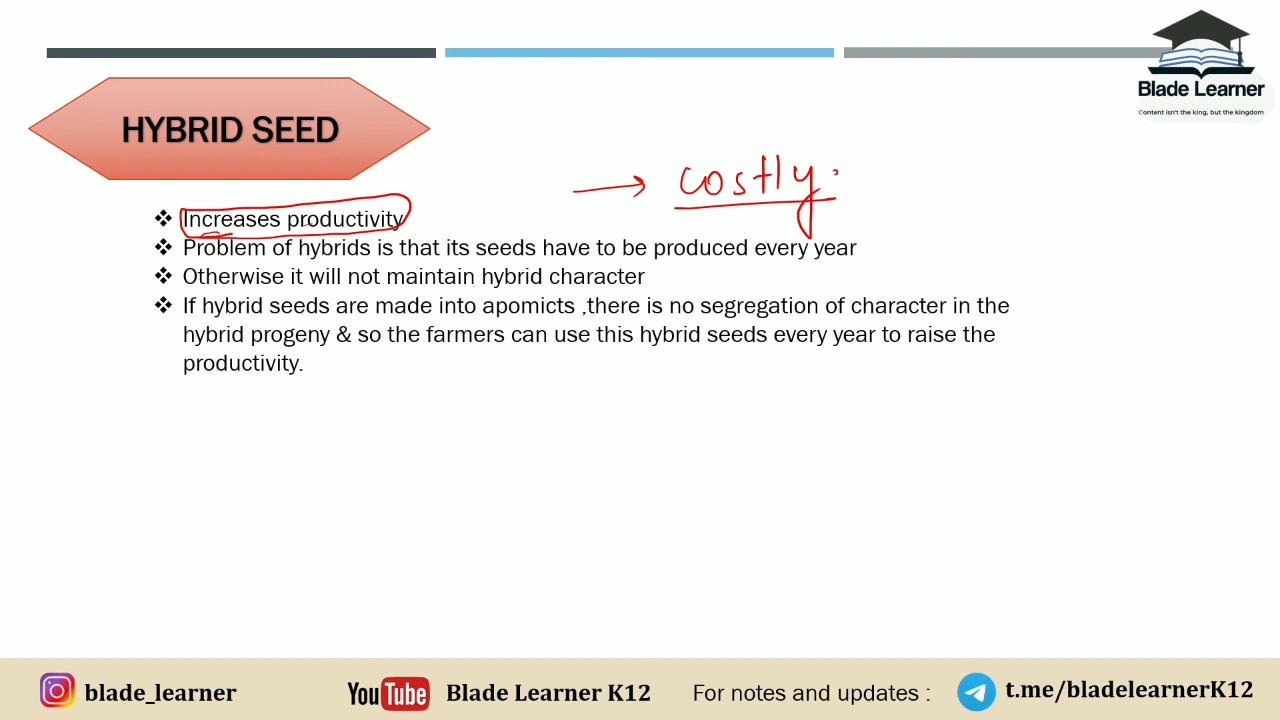 Blade Learner
Content isn't the king, but the kingdom
HYBRID SEED
→ costly.
❖ Increases productivity
❖ Problem of hybrids is that its seeds have to be produced every year
❖ Otherwise it will not maintain hybrid character
❖ If hybrid seeds are made into apomicts ,there is no segregation of character in the
hybrid progeny & so the farmers can use this hybrid seeds every year to raise the
productivity.
blade_learner
YouTube Blade Learner K12
For notes and updates :
t.me/bladelearnerK12